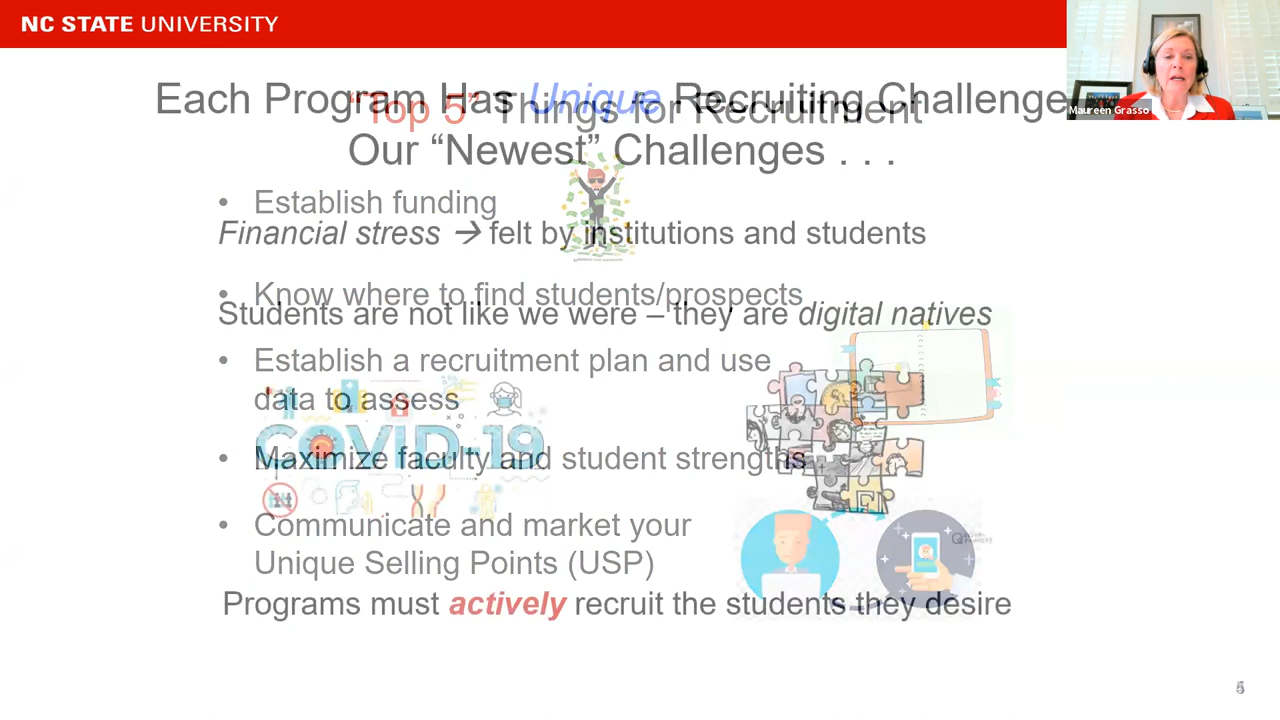 NC STATE UNIVERSITY
Maureen Grasso
Each Program Has Unique Recruiting Challenge
"Top 5" Things for Recruitment
Our “Newest” Challenges . . .
• Establish funding
Financial stress → felt by institutions and students
• Know where to find students/prospects
Students are not like we were – they are digital natives
• Establish a recruitment plan and use
data to assess
COVID-19
• Maximize faculty and student strengths
• Communicate and market your
Unique Selling Points (USP)
Programs must actively recruit the students they desire